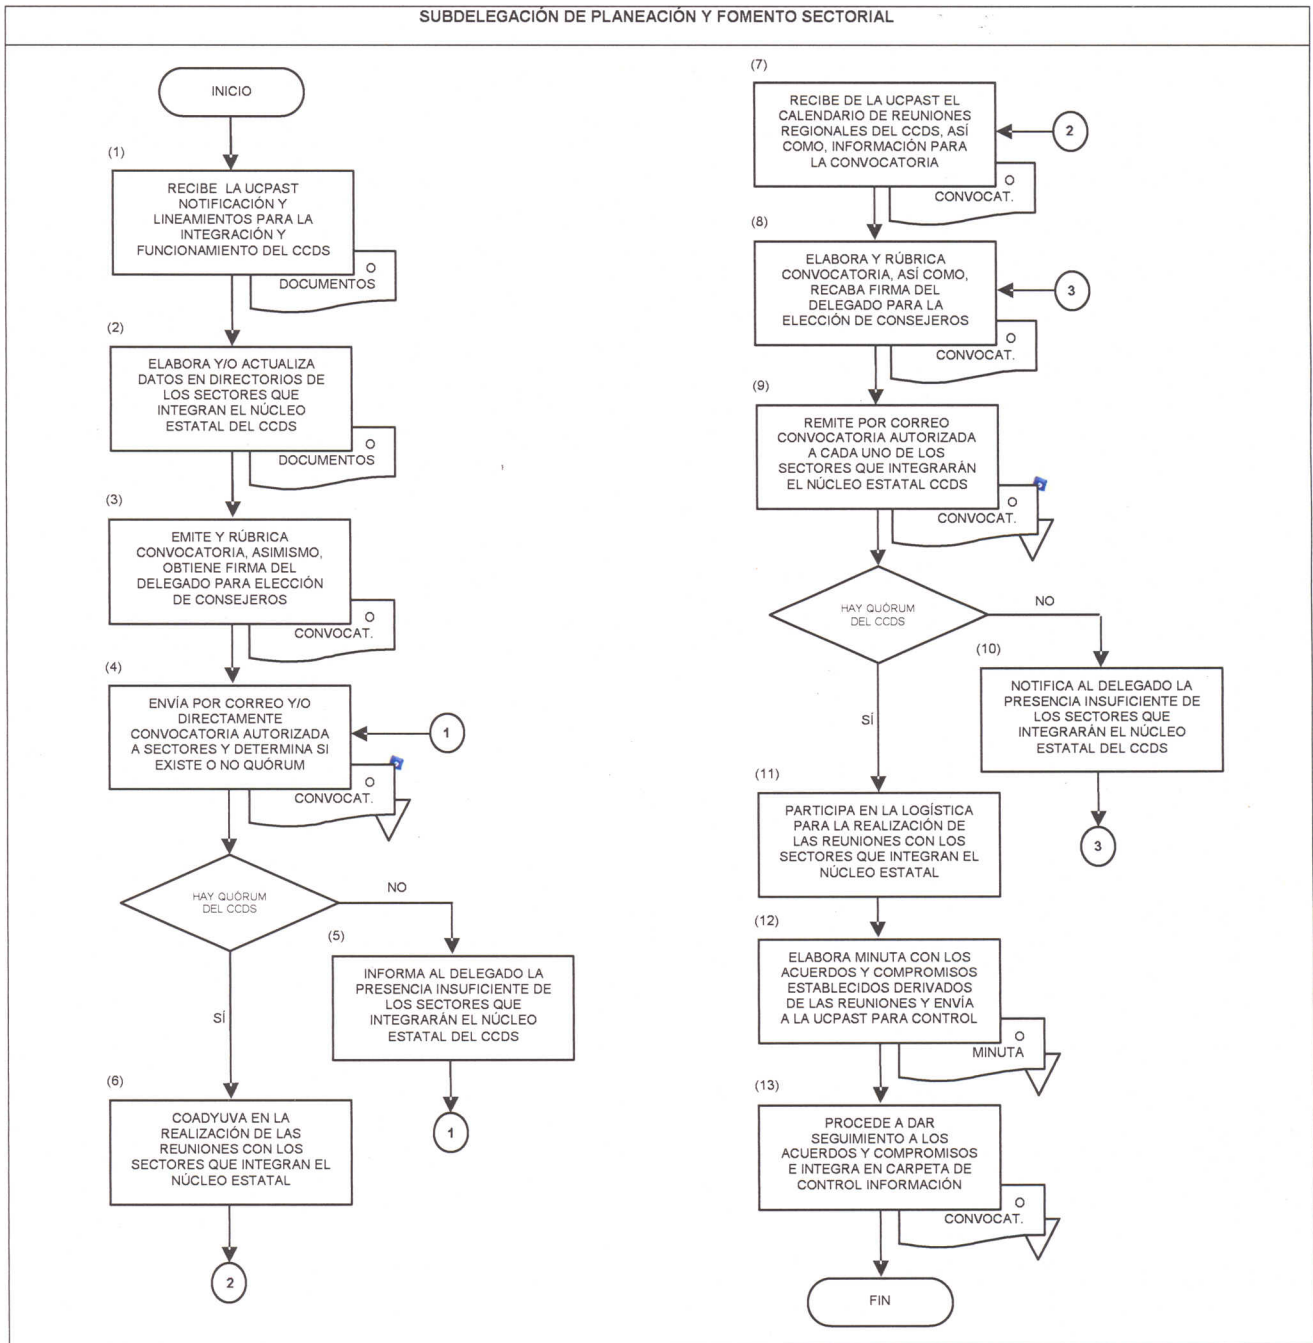 SUBDELEGACIÓN DE PLANEACIÓN Y FOMENTO SECTORIAL
INICIO
(1)
RECIBE LA UCPAST
NOTIFICACIÓN Y
LINEAMIENTOS PARA LA
INTEGRACIÓN Y
FUNCIONAMIENTO DEL CCDS
O
DOCUMENTOS
(2)
ELABORA Y/O ACTUALIZA
DATOS EN DIRECTORIOS DE
LOS SECTORES QUE
INTEGRAN EL NÚCLEO
ESTATAL DEL CCDS
O
DOCUMENTOS
(3)
EMITE Y RÚBRICA
CONVOCATORIA, ASIMISMO,
OBTIENE FIRMA DEL
DELEGADO PARA ELECCIÓN
DE CONSEJEROS
O
CONVOCAT.
(4)
ENVÍA POR CORREO Y/O
DIRECTAMENTE
CONVOCATORIA AUTORIZADA
A SECTORES Y DETERMINA SI
EXISTE O NO QUÓRUM
1
O
CONVOCAT.
HAY QUÓRUM
DEL CCDS
NO
SÍ
(5)
INFORMA AL DELEGADO LA
PRESENCIA INSUFICIENTE DE
LOS SECTORES QUE
INTEGRARÁN EL NÚCLEO
ESTATAL DEL CCDS
1
(6)
COADYUVA EN LA
REALIZACIÓN DE LAS
REUNIONES CON LOS
SECTORES QUE INTEGRAN EL
NÚCLEO ESTATAL
2
(7)
RECIBE DE LA UCPAST EL
CALENDARIO DE REUNIONES
REGIONALES DEL CCDS, ASÍ
COMO, INFORMACIÓN PARA
LA CONVOCATORIA
2
O
CONVOCAT.
(8)
ELABORA Y RÚBRICA
CONVOCATORIA, ASÍ COMO,
RECABA FIRMA DEL
DELEGADO PARA LA
ELECCIÓN DE CONSEJEROS
3
O
CONVOCAT.
(9)
REMITE POR CORREO
CONVOCATORIA AUTORIZADA
A CADA UNO DE LOS
SECTORES QUE INTEGRARÁN
EL NÚCLEO ESTATAL CCDS
O
CONVOCAT.
HAY QUÓRUM
DEL CCDS
NO
SÍ
(10)
NOTIFICA AL DELEGADO LA
PRESENCIA INSUFICIENTE DE
LOS SECTORES QUE
INTEGRARÁN EL NÚCLEO
ESTATAL DEL CCDS
3
(11)
PARTICIPA EN LA LOGÍSTICA
PARA LA REALIZACIÓN DE
LAS REUNIONES CON LOS
SECTORES QUE INTEGRAN EL
NÚCLEO ESTATAL
(12)
ELABORA MINUTA CON LOS
ACUERDOS Y COMPROMISOS
ESTABLECIDOS DERIVADOS
DE LAS REUNIONES Y ENVÍA
A LA UCPAST PARA CONTROL
O
MINUTA
(13)
PROCEDE A DAR
SEGUIMIENTO A LOS
ACUERDOS Y COMPROMISOS
E INTEGRA EN CARPETA DE
CONTROL INFORMACIÓN
O
CONVOCAT.
FIN